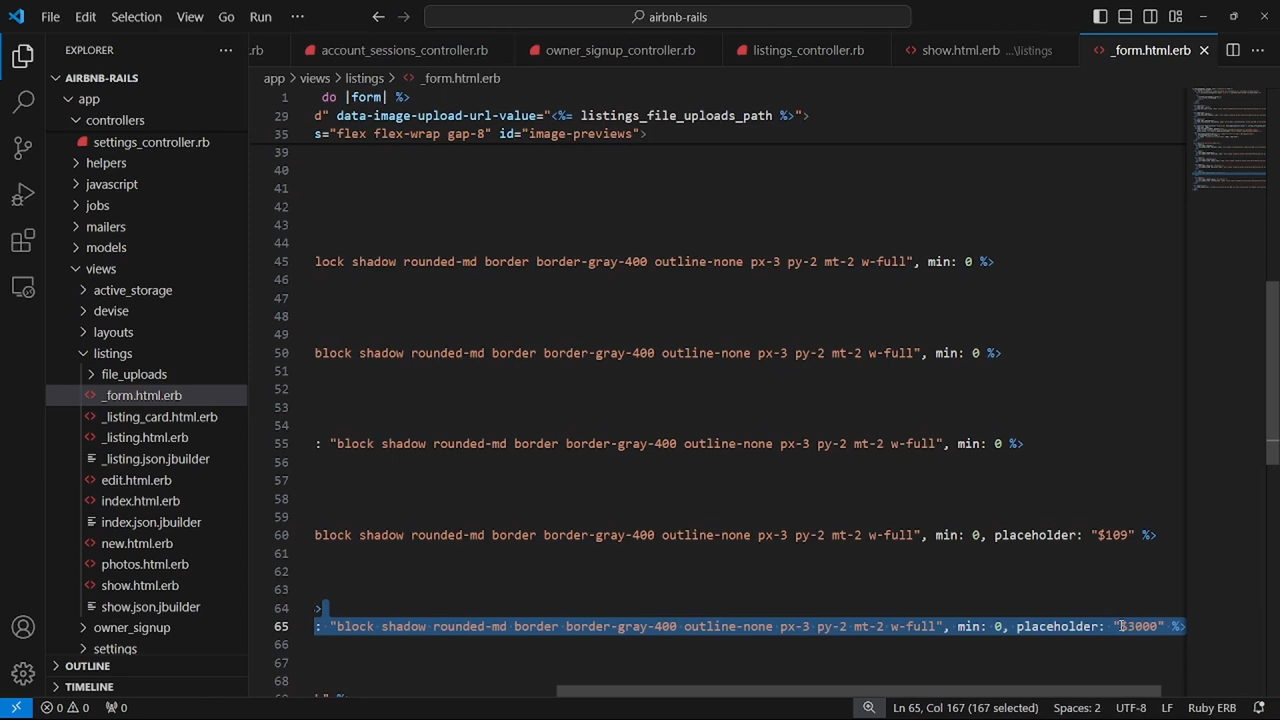 File Edit Selection View Go Run ··· airbnb-rails
EXPLORER ···
.rb account_sessions_controller.rb owner_signup_controller.rb listings_controller.rb show.html.erb ...\listings _form.html.erb
AIRBNB-RAILS
app > views > listings > _form.html.erb
app
controllers
settings_controller.rb
helpers
javascript
jobs
mailers
models
views
active_storage
devise
layouts
listings
file_uploads
_form.html.erb
_listing_card.html.erb
_listing.html.erb
_listing.json.jbuilder
edit.html.erb
index.html.erb
index.json.jbuilder
new.html.erb
photos.html.erb
show.html.erb
show.json.jbuilder
owner_signup
settings
OUTLINE
TIMELINE
1 do |form| %>
29 d" data-image-upload-url-value="<%= listings_file_uploads_path %>">
35 s="flex flex-wrap gap-8" id="image-previews">
39
40
41
42
43
44
45 lock shadow rounded-md border border-gray-400 outline-none px-3 py-2 mt-2 w-full", min: 0 %>
46
47
48
49
50 block shadow rounded-md border border-gray-400 outline-none px-3 py-2 mt-2 w-full", min: 0 %>
51
52
53
54
55 : "block shadow rounded-md border border-gray-400 outline-none px-3 py-2 mt-2 w-full", min: 0 %>
56
57
58
59
60 block shadow rounded-md border border-gray-400 outline-none px-3 py-2 mt-2 w-full", min: 0, placeholder: "$109" %>
61
62
63
64 >
65 : "block shadow rounded-md border border-gray-400 outline-none px-3 py-2 mt-2 w-full", min: 0, placeholder: "$3000" %>
66
67
68
0 0 0 Ln 65, Col 167 (167 selected) Spaces: 2 UTF-8 LF Ruby ERB